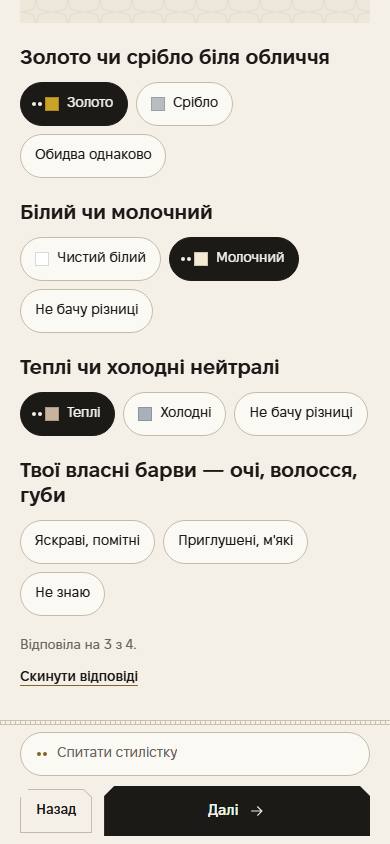 Золото чи срібло біля обличчя
Золото
Срібло
Обидва однаково
Білий чи молочний
Чистий білий
Молочний
Не бачу різниці
Теплі чи холодні нейтралі
Теплі
Холодні
Не бачу різниці
Твої власні барви — очі, волосся,
губи
Яскраві, помітні
Приглушені, м'які
Не знаю
Відповіла на 3 з 4.
Скинути відповіді
Спитати стилістку
Назад
Далі →